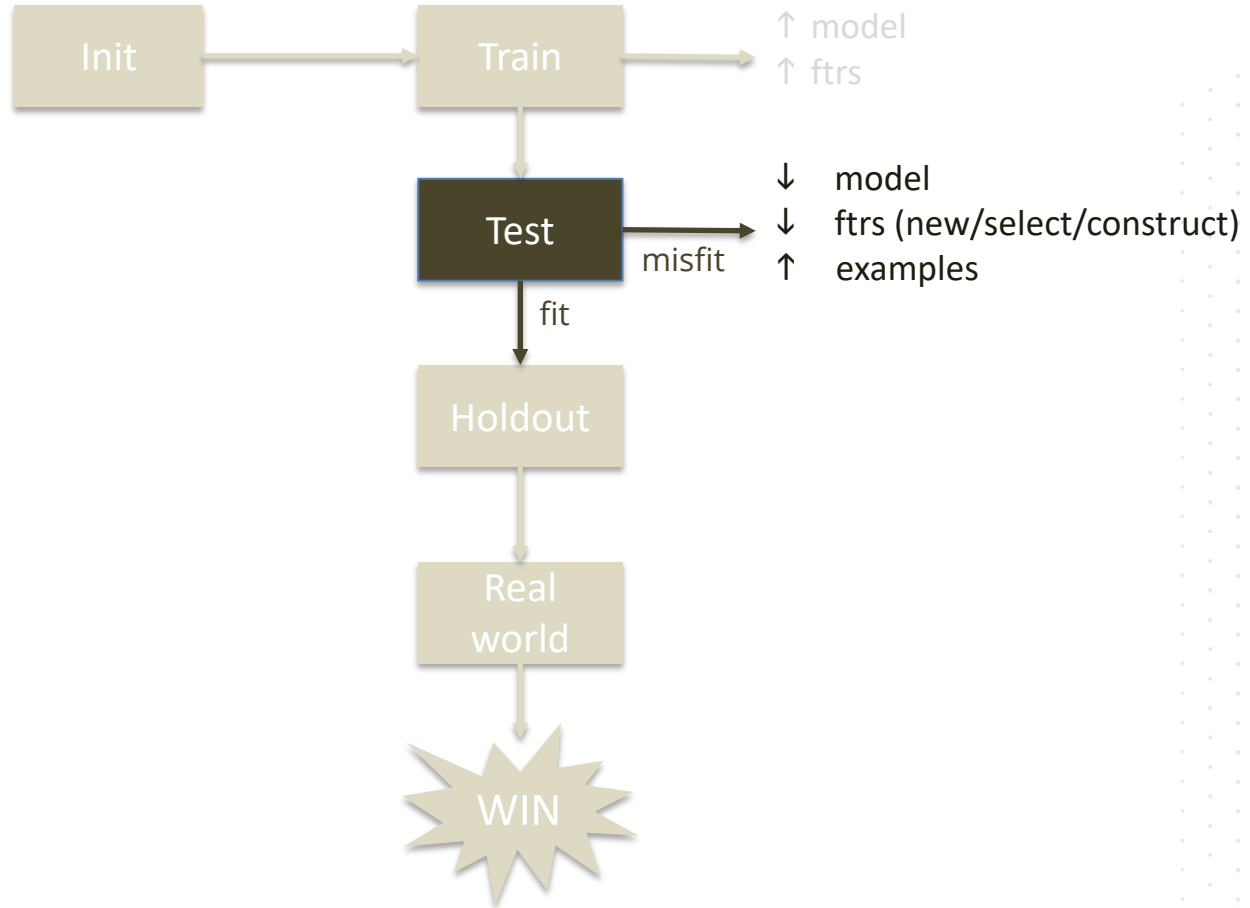 Init
Train
↑ model
↑ ftrs
Test
misfit
↓ model
↓ ftrs (new/select/construct)
↑ examples
fit
Holdout
Real
world
WIN